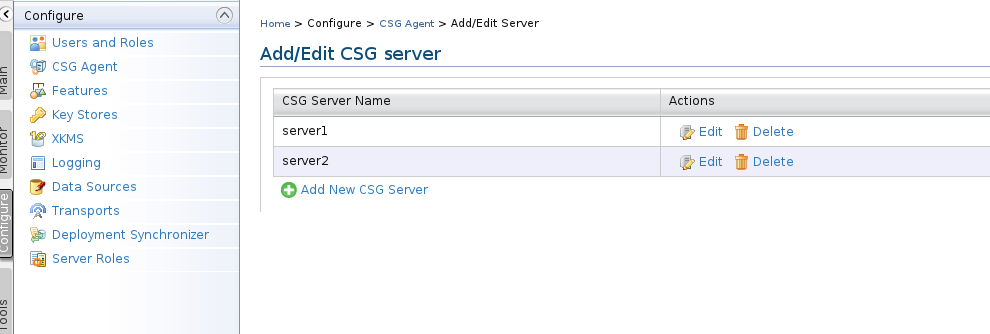 Configure
Users and Roles
CSG Agent
Features
Key Stores
XKMS
Logging
Data Sources
Transports
Deployment Synchronizer
Server Roles
Main
Monitor
Configure
Tools
Home > Configure > CSG Agent > Add/Edit Server
Add/Edit CSG server
CSG Server Name Actions
server1 Edit Delete
server2 Edit Delete
Add New CSG Server